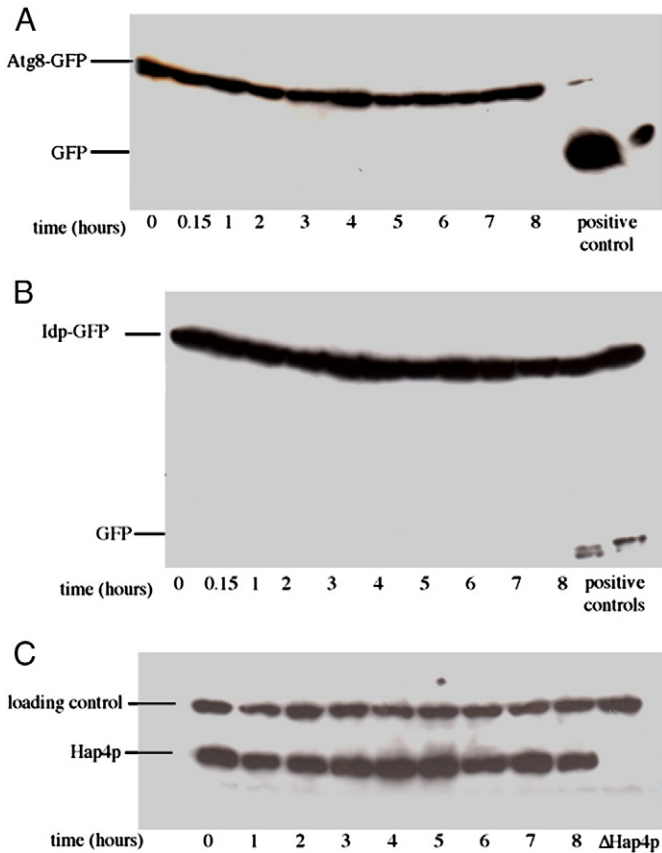 A
Atg8-GFP
GFP
time (hours) 0 0.15 1 2 3 4 5 6 7 8 positive
control
B
Idp-GFP
GFP
time (hours) 0 0.15 1 2 3 4 5 6 7 8 positive
controls
C
loading control
Hap4p
time (hours) 0 1 2 3 4 5 6 7 8 ΔHap4p